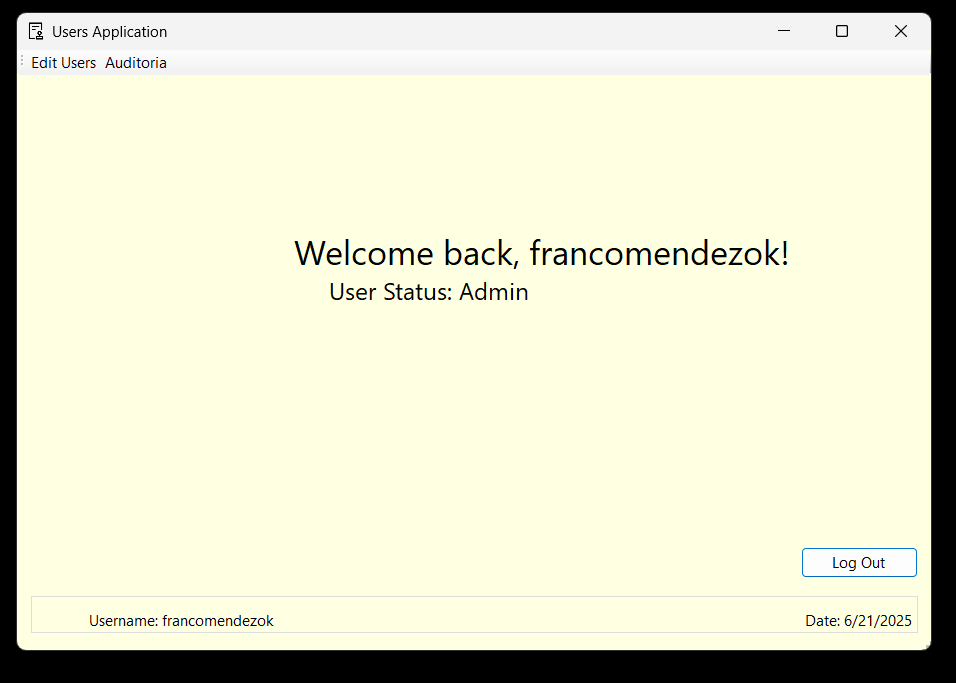 Users Application
Edit Users Auditoria
Welcome back, francomendezok!
User Status: Admin
Log Out
Username: francomendezok Date: 6/21/2025